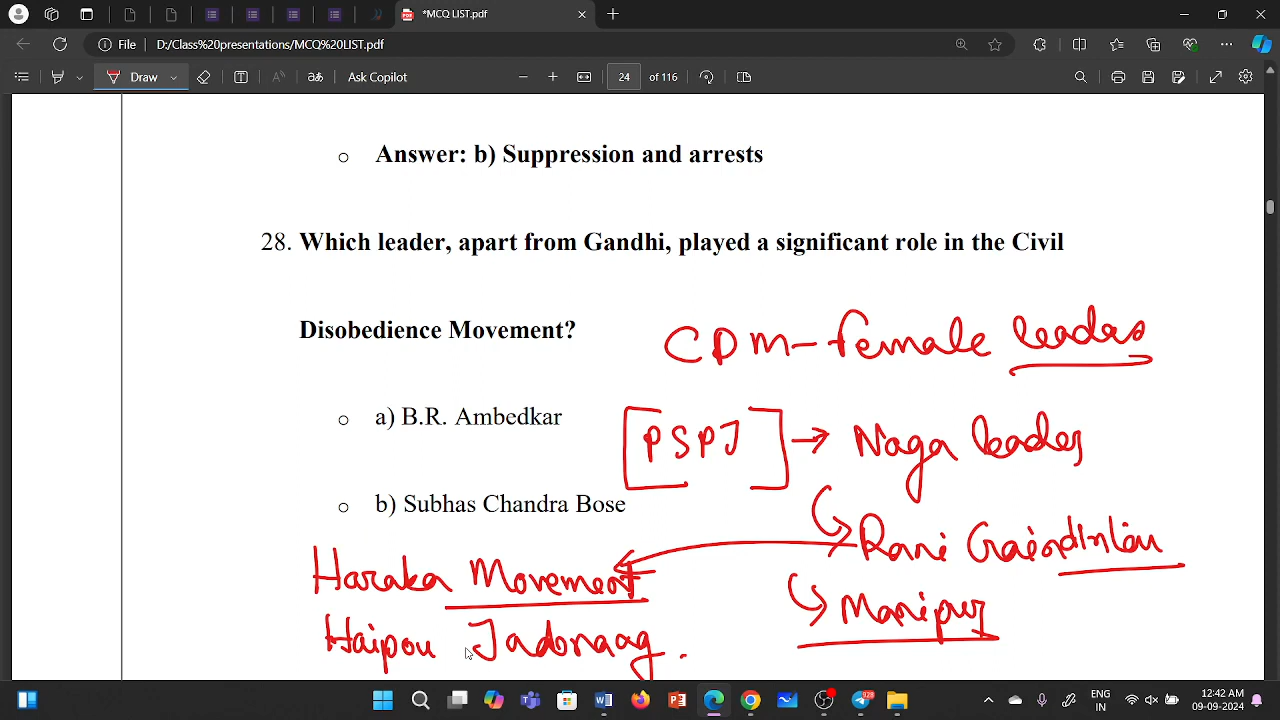 *MCQ LIST.pdf
File D:/Class%20presentations/MCQ%20LIST.pdf
Draw Ask Copilot 24 of 116
Answer: b) Suppression and arrests
28. Which leader, apart from Gandhi, played a significant role in the Civil
Disobedience Movement?
CDM- female leaders
a) B.R. Ambedkar
PSPJ → Naga leader
b) Subhas Chandra Bose
Rani Gaindinliu
Haraka Movement
Manipur
Haipou Jadonaag.
ENG
IN
12:42 AM
09-09-2024